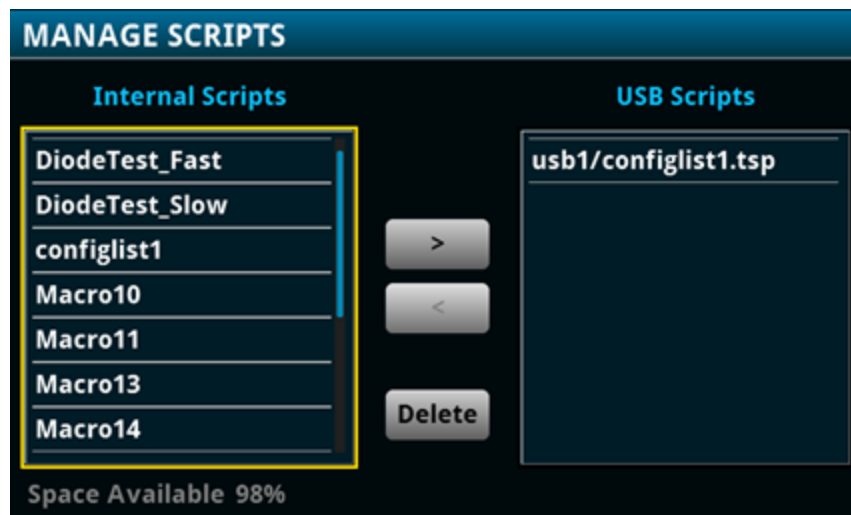 MANAGE SCRIPTS
Internal Scripts
USB Scripts
DiodeTest_Fast
DiodeTest_Slow
configlist1
Macro10
Macro11
Macro13
Macro14
>
<
Delete
usb1/configlist1.tsp
Space Available 98%